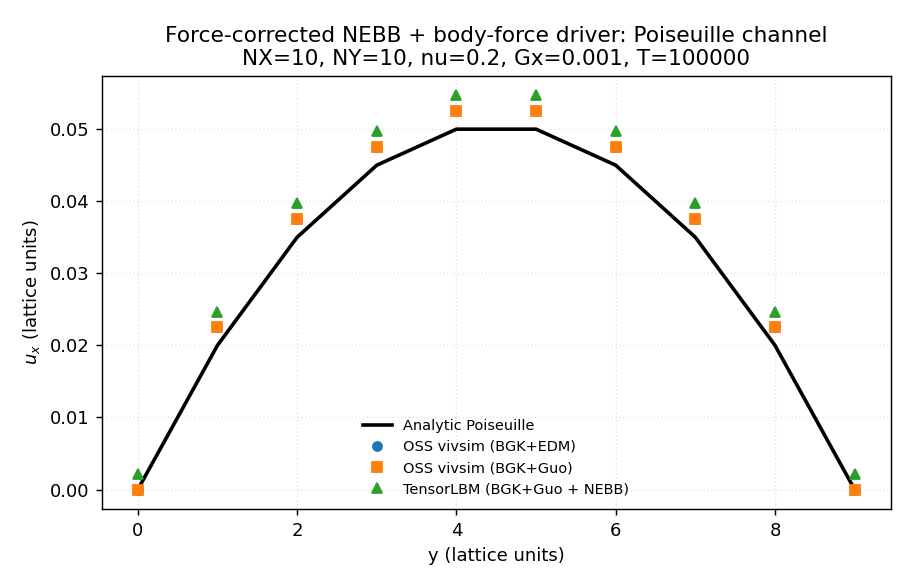 Force-corrected NEBB + body-force driver: Poiseuille channel
NX=10, NY=10, nu=0.2, Gx=0.001, T=100000
0.05
0.04
0.03
0.02
0.01
0.00
u_x (lattice units)
Analytic Poiseuille
OSS vivsim (BGK+EDM)
OSS vivsim (BGK+Guo)
TensorLBM (BGK+Guo + NEBB)
0 2 4 6 8
y (lattice units)